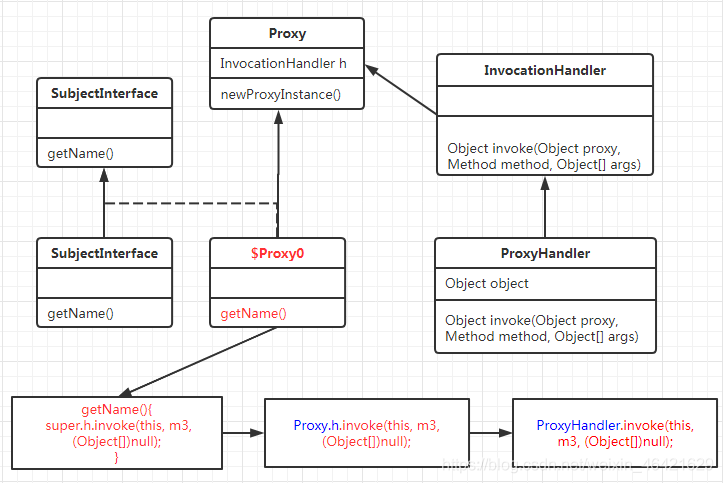 Proxy
InvocationHandler h
newProxyInstance()
SubjectInterface
getName()
InvocationHandler
Object invoke(Object proxy,
Method method, Object[] args)
SubjectInterface
getName()
$Proxy0
getName()
ProxyHandler
Object object
Object invoke(Object proxy,
Method method, Object[] args)
getName(){
super.h.invoke(this, m3,
(Object[])null);
}
Proxy.h.invoke(this, m3,
(Object[])null);
ProxyHandler.invoke(this,
m3, (Object[])null);
https://blog.csdn.net/weixin_46421629